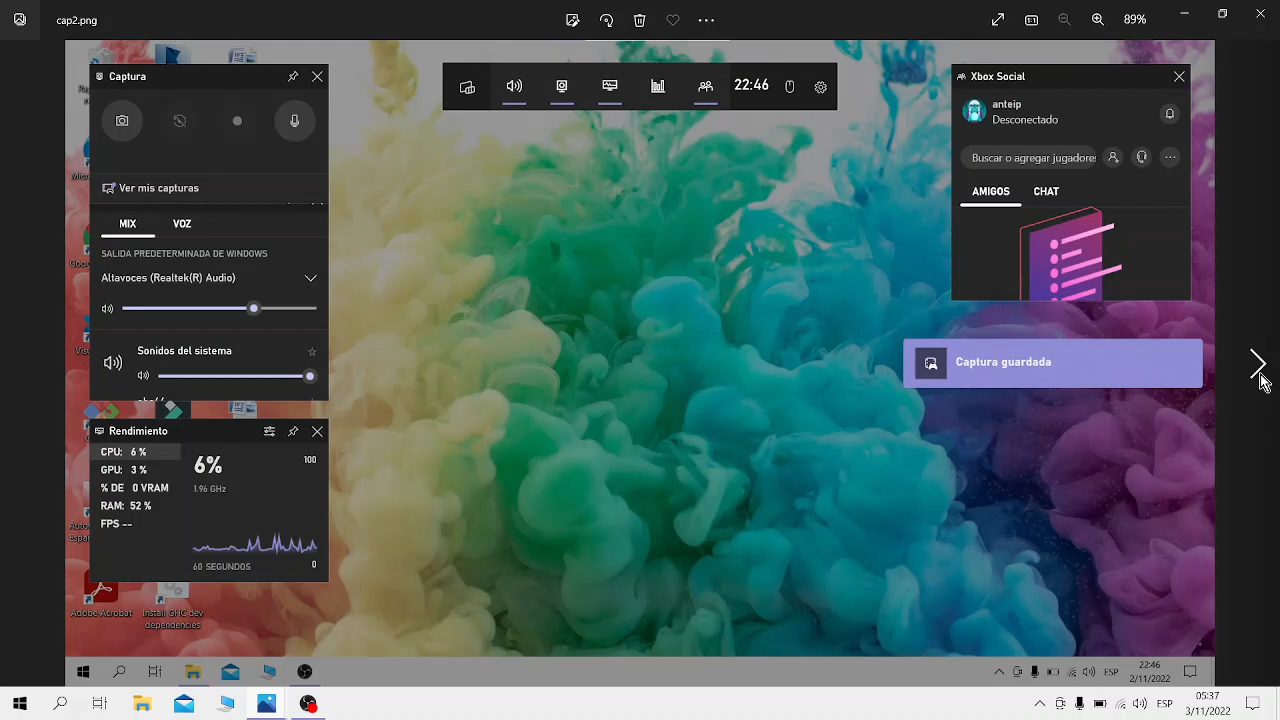 cap2.png
89%
Captura
Ver mis capturas
MIX VOZ
SALIDA PREDETERMINADA DE WINDOWS
Altavoces (Realtek(R) Audio)
Sonidos del sistema
Rendimiento
CPU: 6 %
GPU: 3 %
% DE 0 VRAM
RAM: 52 %
FPS --
6%
1.96 GHz
100
60 SEGUNDOS
0
22:46
Xbox Social
anteip
Desconectado
Buscar o agregar jugadores
AMIGOS CHAT
Captura guardada
Adobe Acrobat
Install GHC dev
dependencies
ESP
22:46
2/11/2022
ESP
05:37
3/11/2022